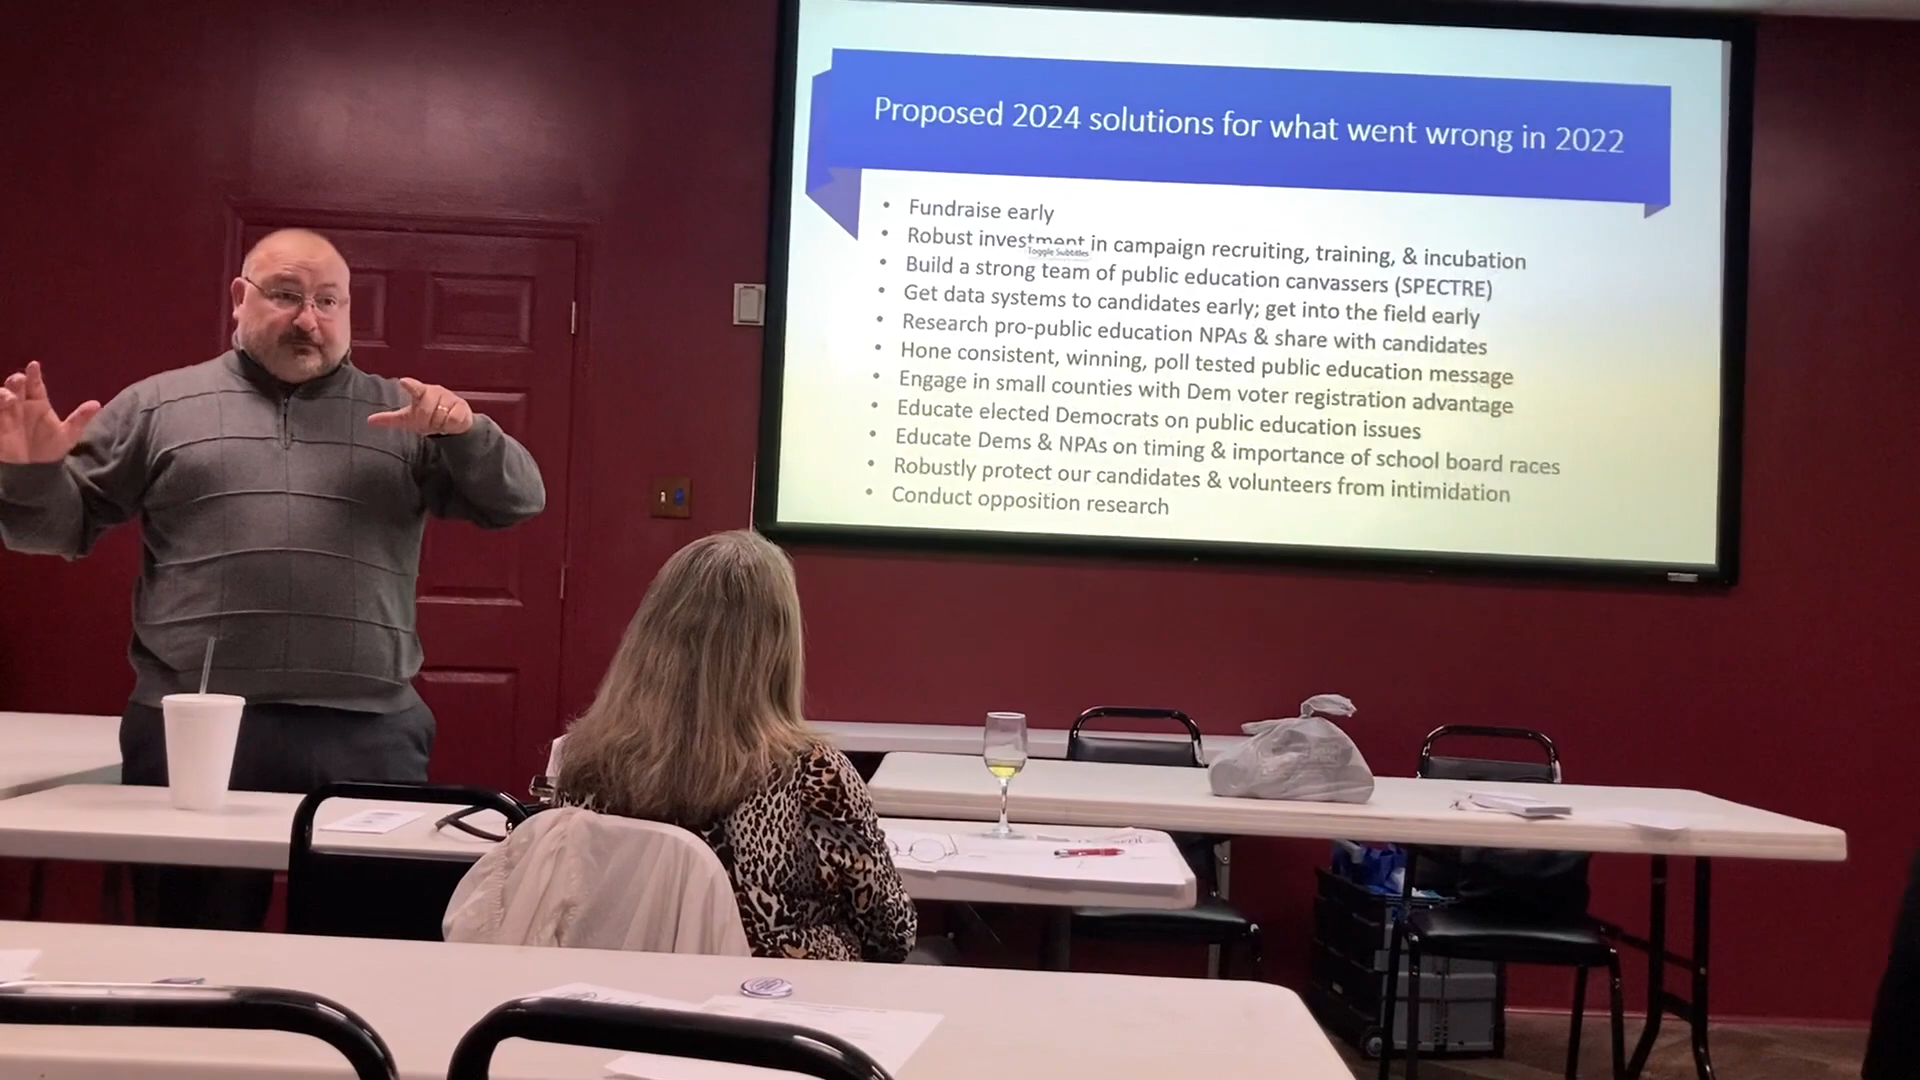 Proposed 2024 solutions for what went wrong in 2022
• Fundraise early
• Robust investment in campaign recruiting, training, & incubation
Toggle Subtitles
• Build a strong team of public education canvassers (SPECTRE)
• Get data systems to candidates early; get into the field early
• Research pro-public education NPAs & share with candidates
• Hone consistent, winning, poll tested public education message
• Engage in small counties with Dem voter registration advantage
• Educate elected Democrats on public education issues
• Educate Dems & NPAs on timing & importance of school board races
• Robustly protect our candidates & volunteers from intimidation
• Conduct opposition research